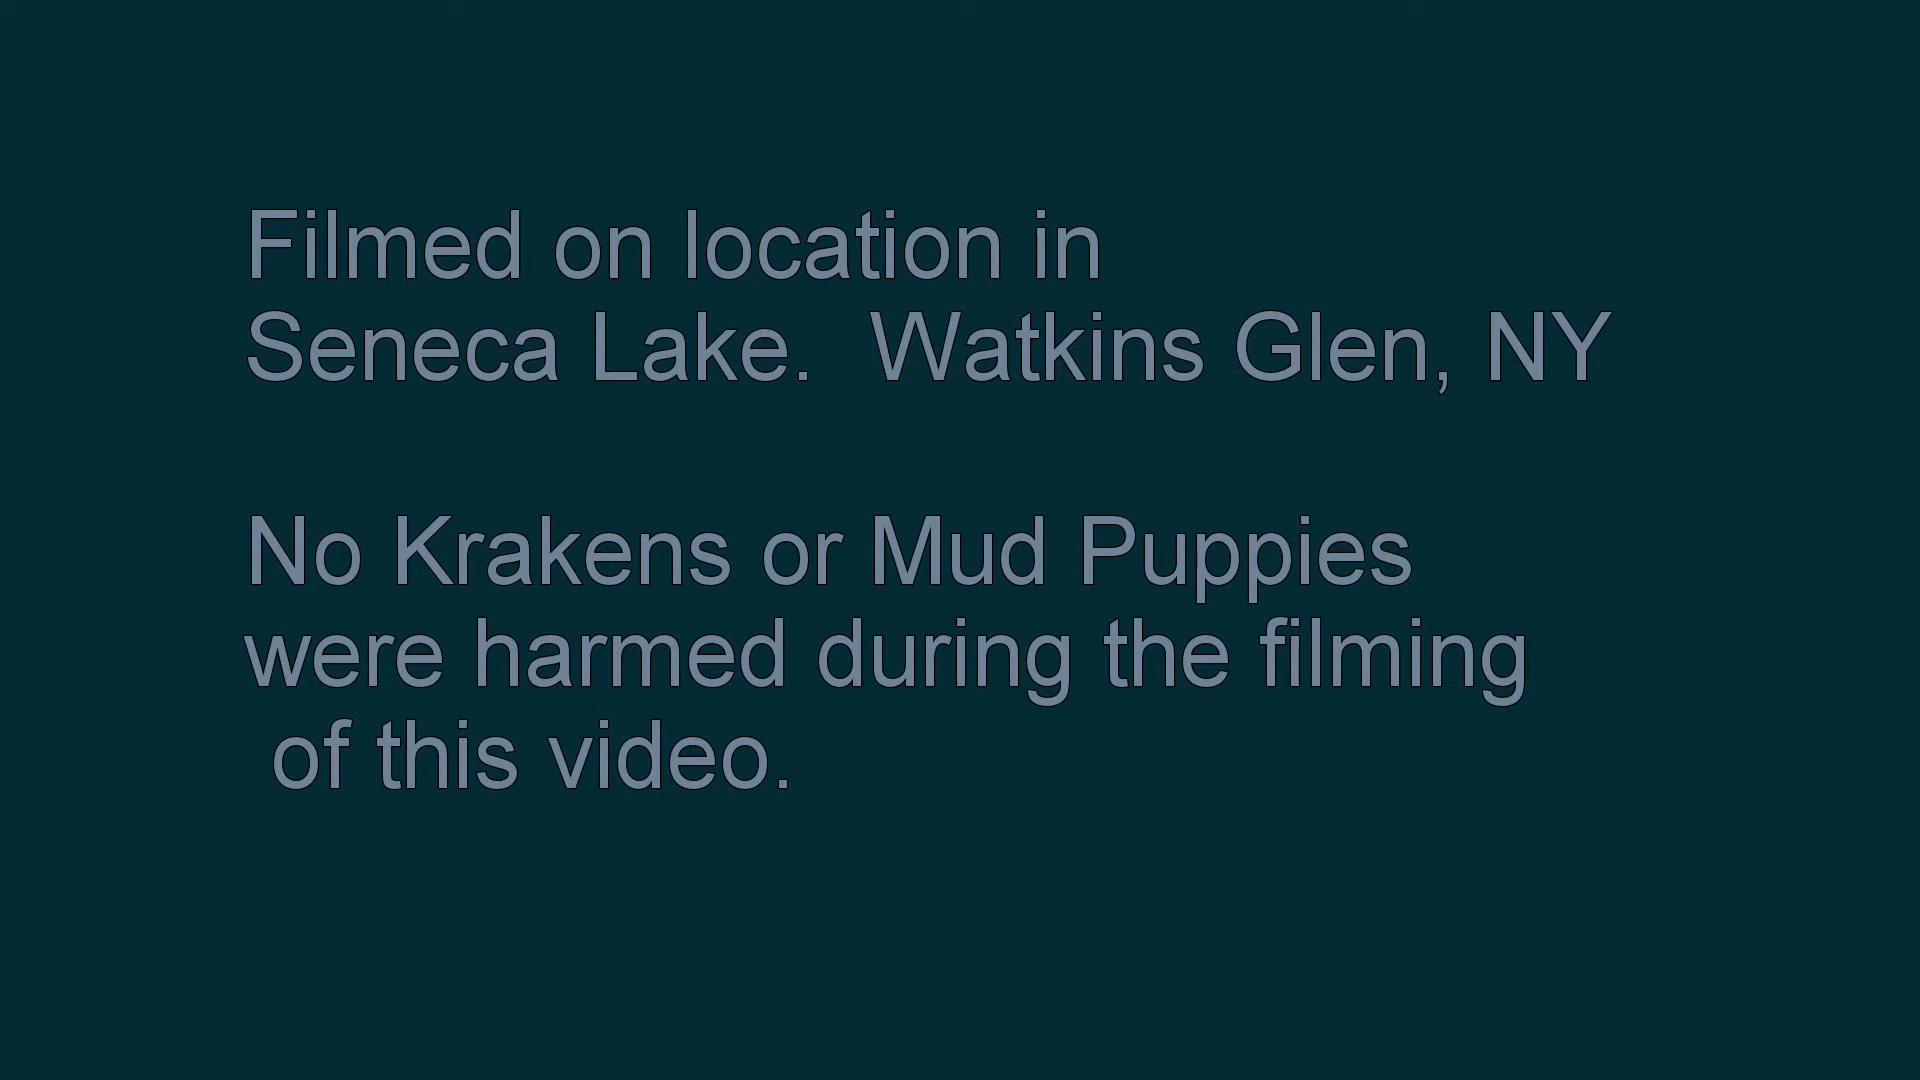 Filmed on location in
Seneca Lake.  Watkins Glen, NY
No Krakens or Mud Puppies
were harmed during the filming
of this video.